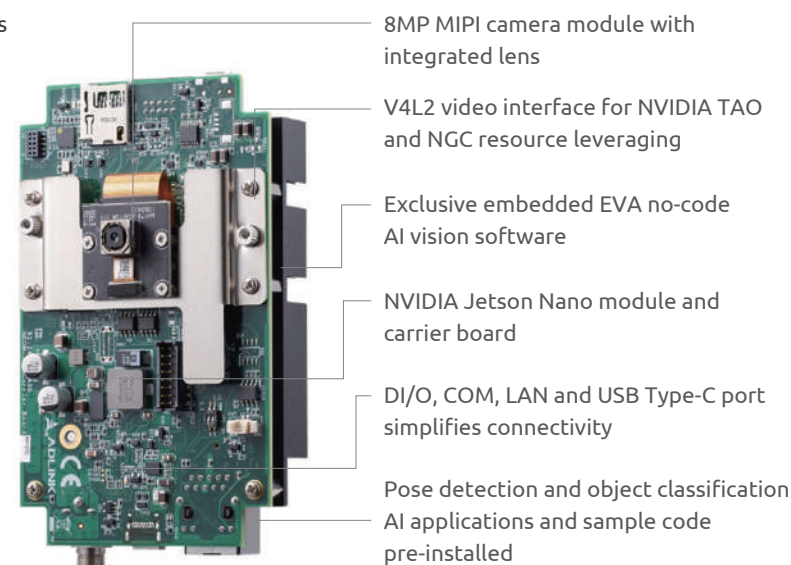 s
8MP MIPI camera module with
integrated lens
V4L2 video interface for NVIDIA TAO
and NGC resource leveraging
Exclusive embedded EVA no-code
AI vision software
NVIDIA Jetson Nano module and
carrier board
DI/O, COM, LAN and USB Type-C port
simplifies connectivity
ADLINK
CE
Pose detection and object classification
AI applications and sample code
pre-installed